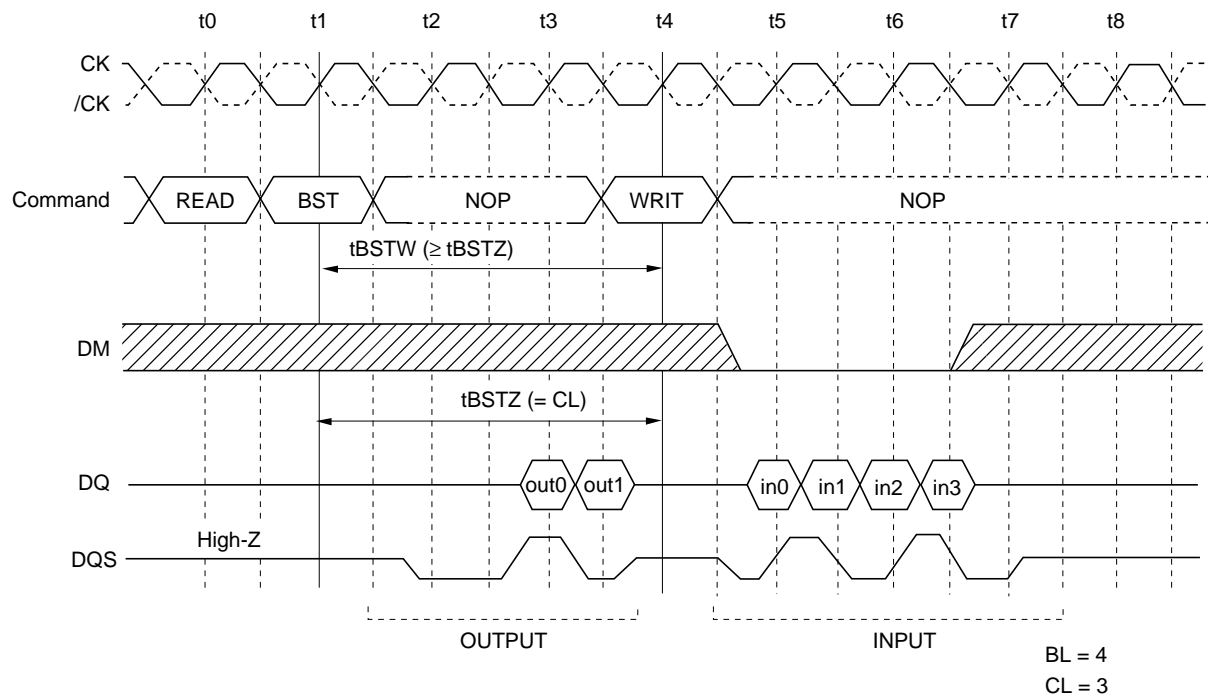 t0 t1 t2 t3 t4 t5 t6 t7 t8
CK
/CK
Command READ BST NOP WRIT NOP
tBSTW (≥ tBSTZ)
DM
tBSTZ (= CL)
DQ out0 out1 in0 in1 in2 in3
High-Z
DQS
OUTPUT INPUT
BL = 4
CL = 3